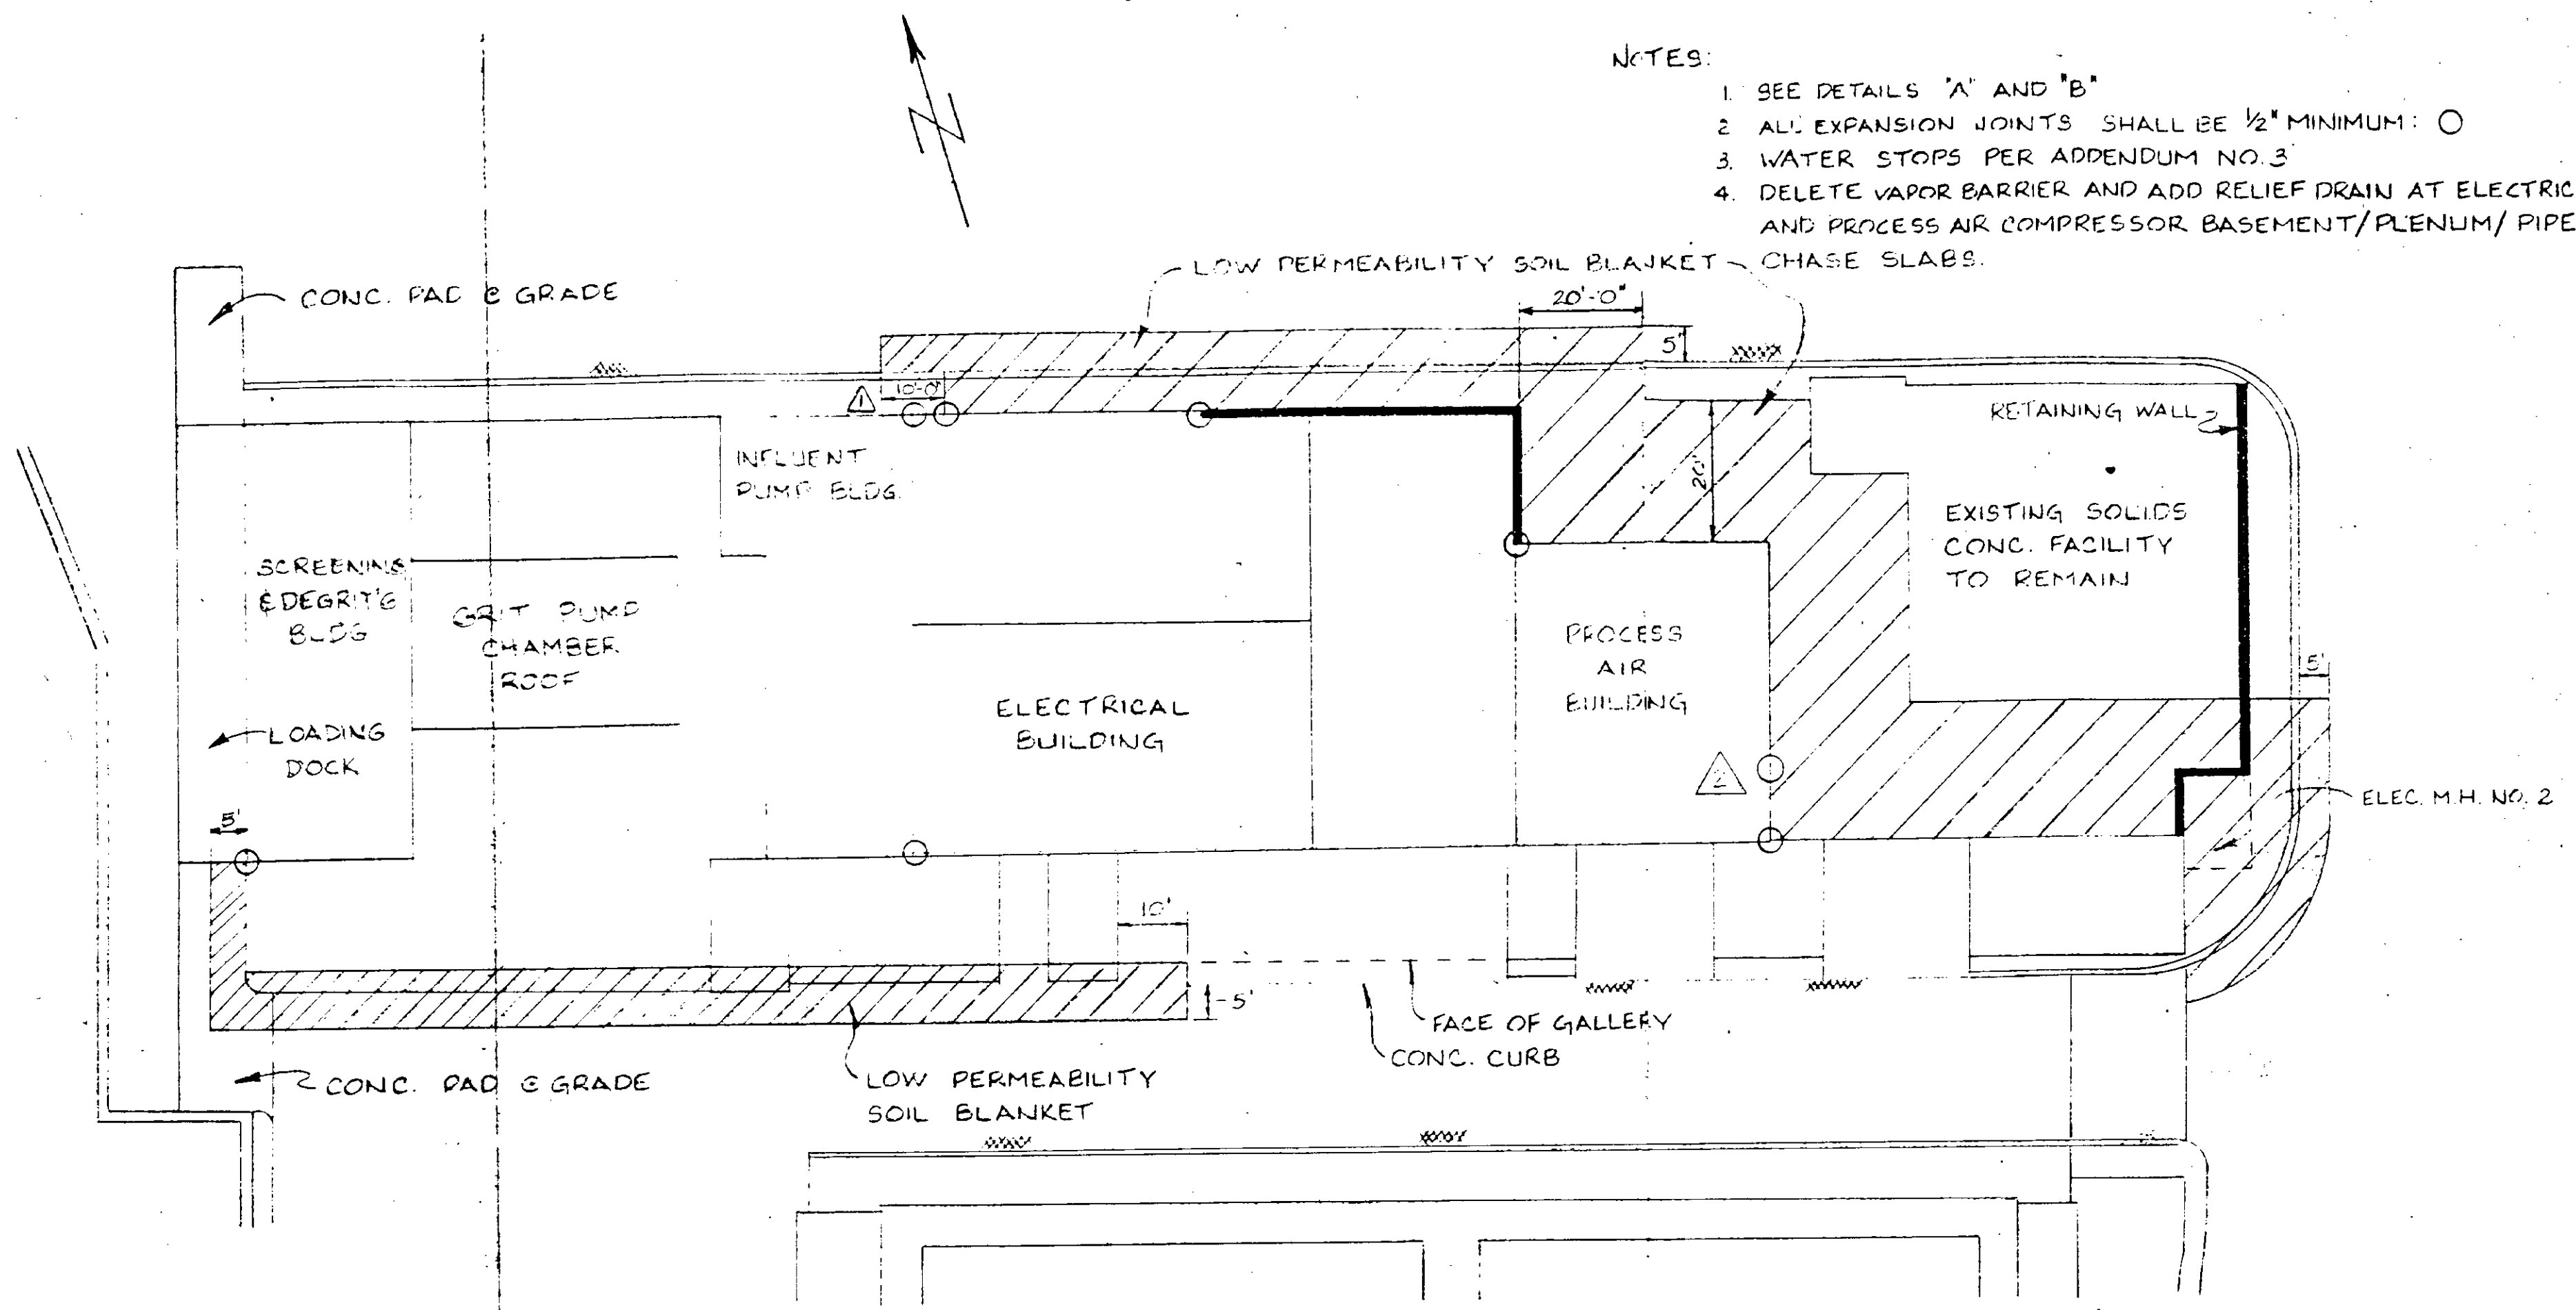 NOTES:
1. SEE DETAILS "A" AND "B"
2 ALL EXPANSION JOINTS SHALL BE 1/2" MINIMUM: O
3. WATER STOPS PER ADDENDUM NO. 3
4. DELETE VAPOR BARRIER AND ADD RELIEF DRAIN AT ELECTRIC
AND PROCESS AIR COMPRESSOR BASEMENT/PLENUM/PIPE
CHASE SLABS.
LOW PERMEABILITY SOIL BLANKET
CONC. PAD @ GRADE
20'-0"
5'
10'-0"
1
RETAINING WALL
INFLUENT
PUMP BLDG.
20'
EXISTING SOLIDS
CONC. FACILITY
TO REMAIN
SCREENING
& DEGRIT'G
BLDG
GRIT PUMP
CHAMBER
ROOF
PROCESS
AIR
BUILDING
5'
ELECTRICAL
BUILDING
LOADING
DOCK
2
ELEC. M.H. NO. 2
5'
10'
5'
FACE OF GALLERY
CONC. CURB
CONC. PAD @ GRADE
LOW PERMEABILITY
SOIL BLANKET